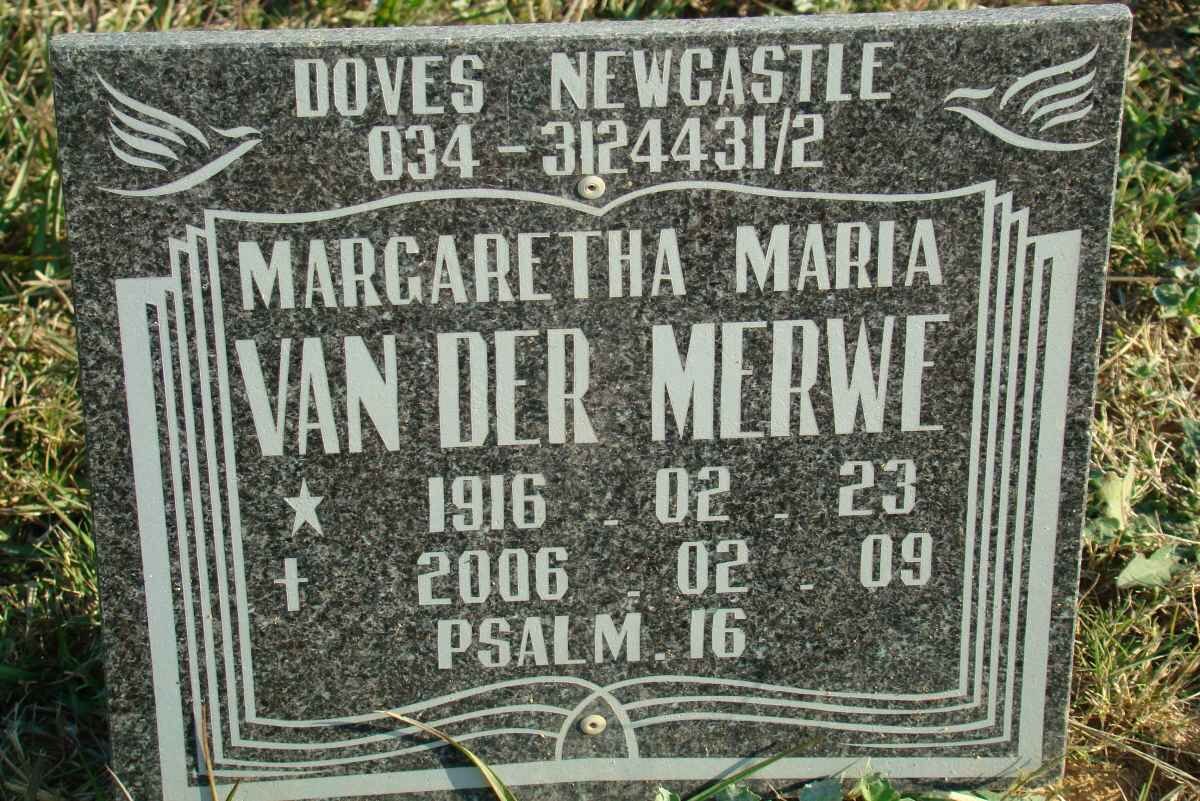 DOVES NEWCASTLE
034 - 3124431/2
MARGARETHA MARIA
VAN DER MERWE
★ 1916 . 02 . 23
✝ 2006 . 02 . 09
PSALM. 16